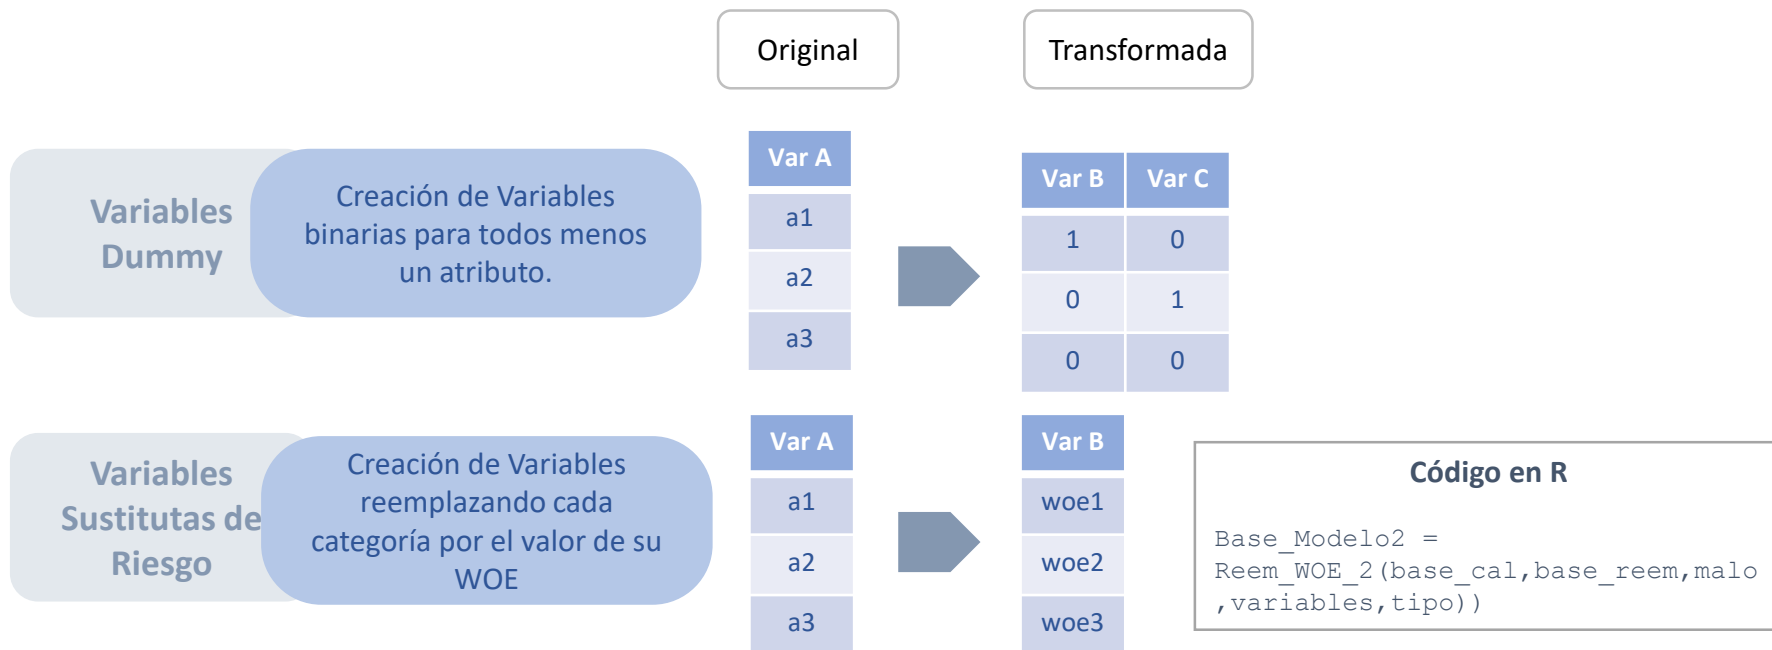 Original
Transformada
Variables
Dummy
Creación de Variables
binarias para todos menos
un atributo.
Var A
a1
a2
a3
Var B Var C
1 0
0 1
0 0
Variables
Sustitutas de
Riesgo
Creación de Variables
reemplazando cada
categoría por el valor de su
WOE
Var A
a1
a2
a3
Var B
woe1
woe2
woe3
Código en R
Base_Modelo2 =
Reem_WOE_2(base_cal,base_reem,malo
,variables,tipo))